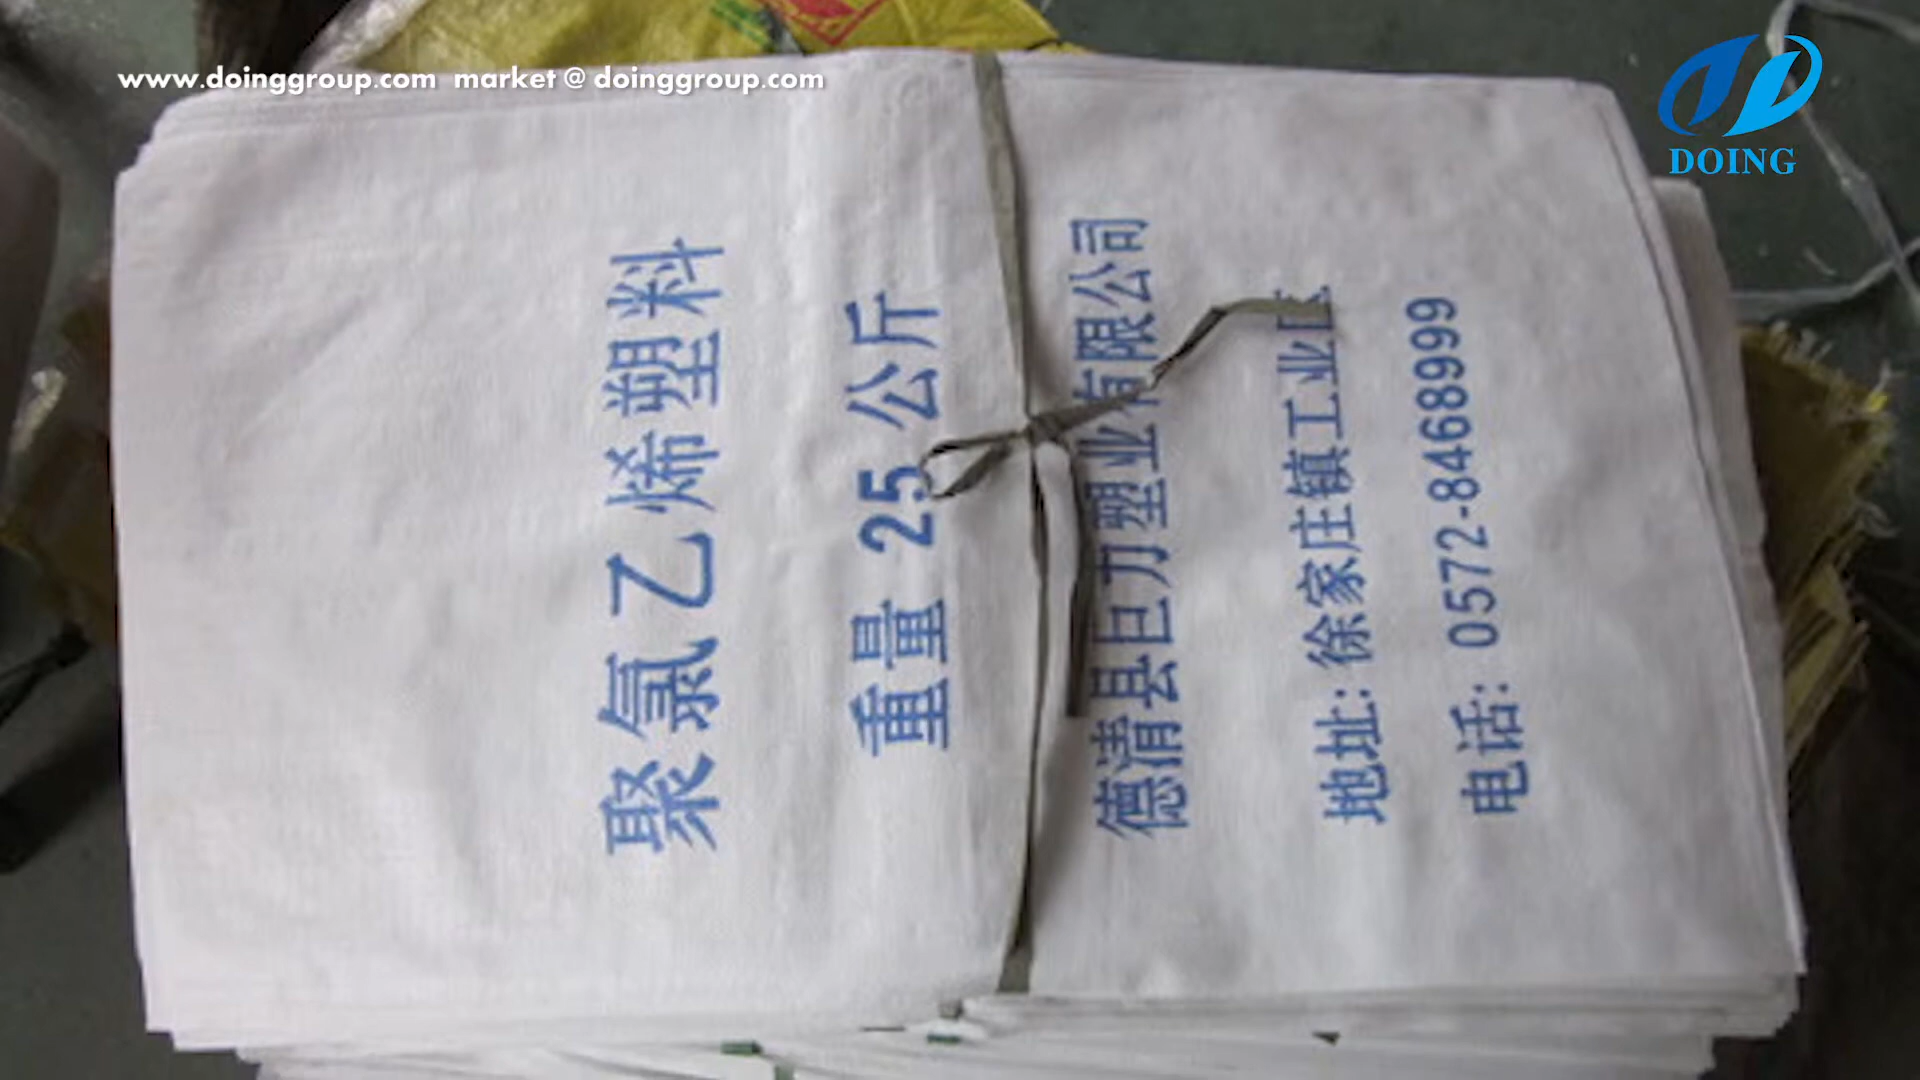 www.doinggroup.com market@doinggroup.com
DOING
聚氯乙烯塑料
重量 25 公斤
德清县巨力塑业有限公司
地址: 徐家庄镇工业区
电话: 0572-8468999